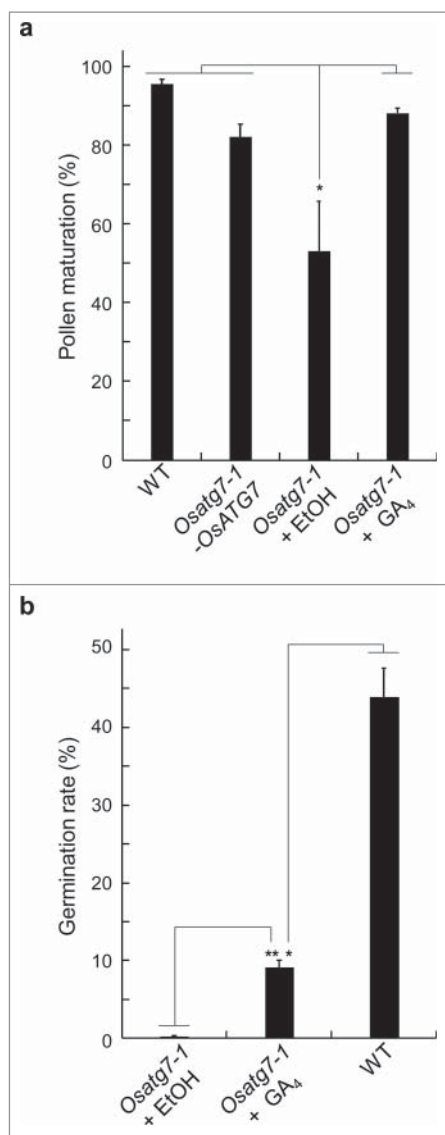 a
100
80
60
40
20
0
Pollen maturation (%)
*
WT
Osatg7-1
-OsATG7
Osatg7-1
+ EtOH
Osatg7-1
+ GA₄
b
50
40
30
20
10
0
Germination rate (%)
** *
Osatg7-1
+ EtOH
Osatg7-1
+ GA₄
WT